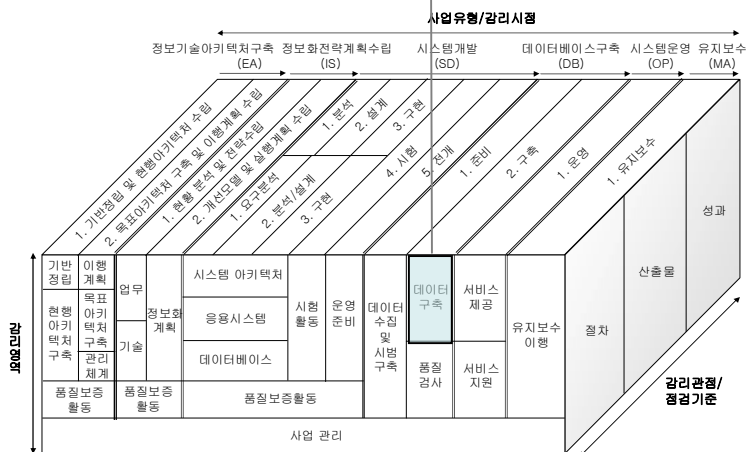 사업유형/감리시점
정보기술아키텍처구축
(EA)
정보화전략계획수립
(IS)
시스템개발
(SD)
데이터베이스구축
(DB)
시스템운영
(OP)
유지보수
(MA)
1. 기반정립 및 현행아키텍처 수립
2. 목표아키텍처 구축 및 이행계획 수립
1. 현황 분석 및 전략수립
2. 개선모델 및 실행계획 수립
1. 분석
2. 설계
3. 구현
1. 요구분석
2. 분석/설계
3. 구현
4. 시험
5. 전개
1. 준비
2. 구축
1. 운영
1. 유지보수
감리영역
기반
정립
이행
계획
현행
아키
텍처
구축
목표
아키
텍처
구축
관리
체계
업무
기술
정보화
계획
시스템 아키텍처
응용시스템
데이터베이스
시험
활동
운영
준비
데이터
수집
및
시범
구축
데이터
구축
품질
검사
서비스
제공
서비스
지원
유지보수
이행
품질보증
활동
품질보증
활동
품질보증활동
사업 관리
절차
산출물
성과
감리관점/
점검기준